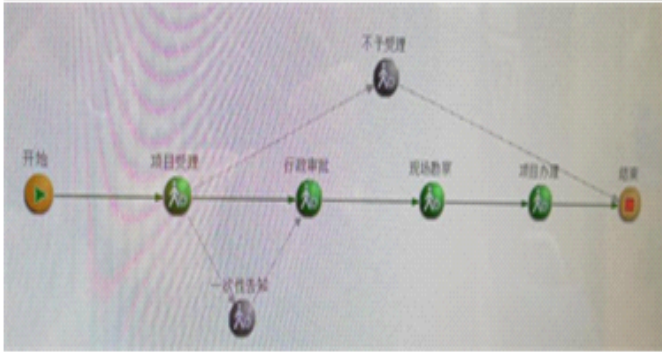 不予受理
开始
项目受理
行政审批
现场勘察
项目办理
结束
一次性告知